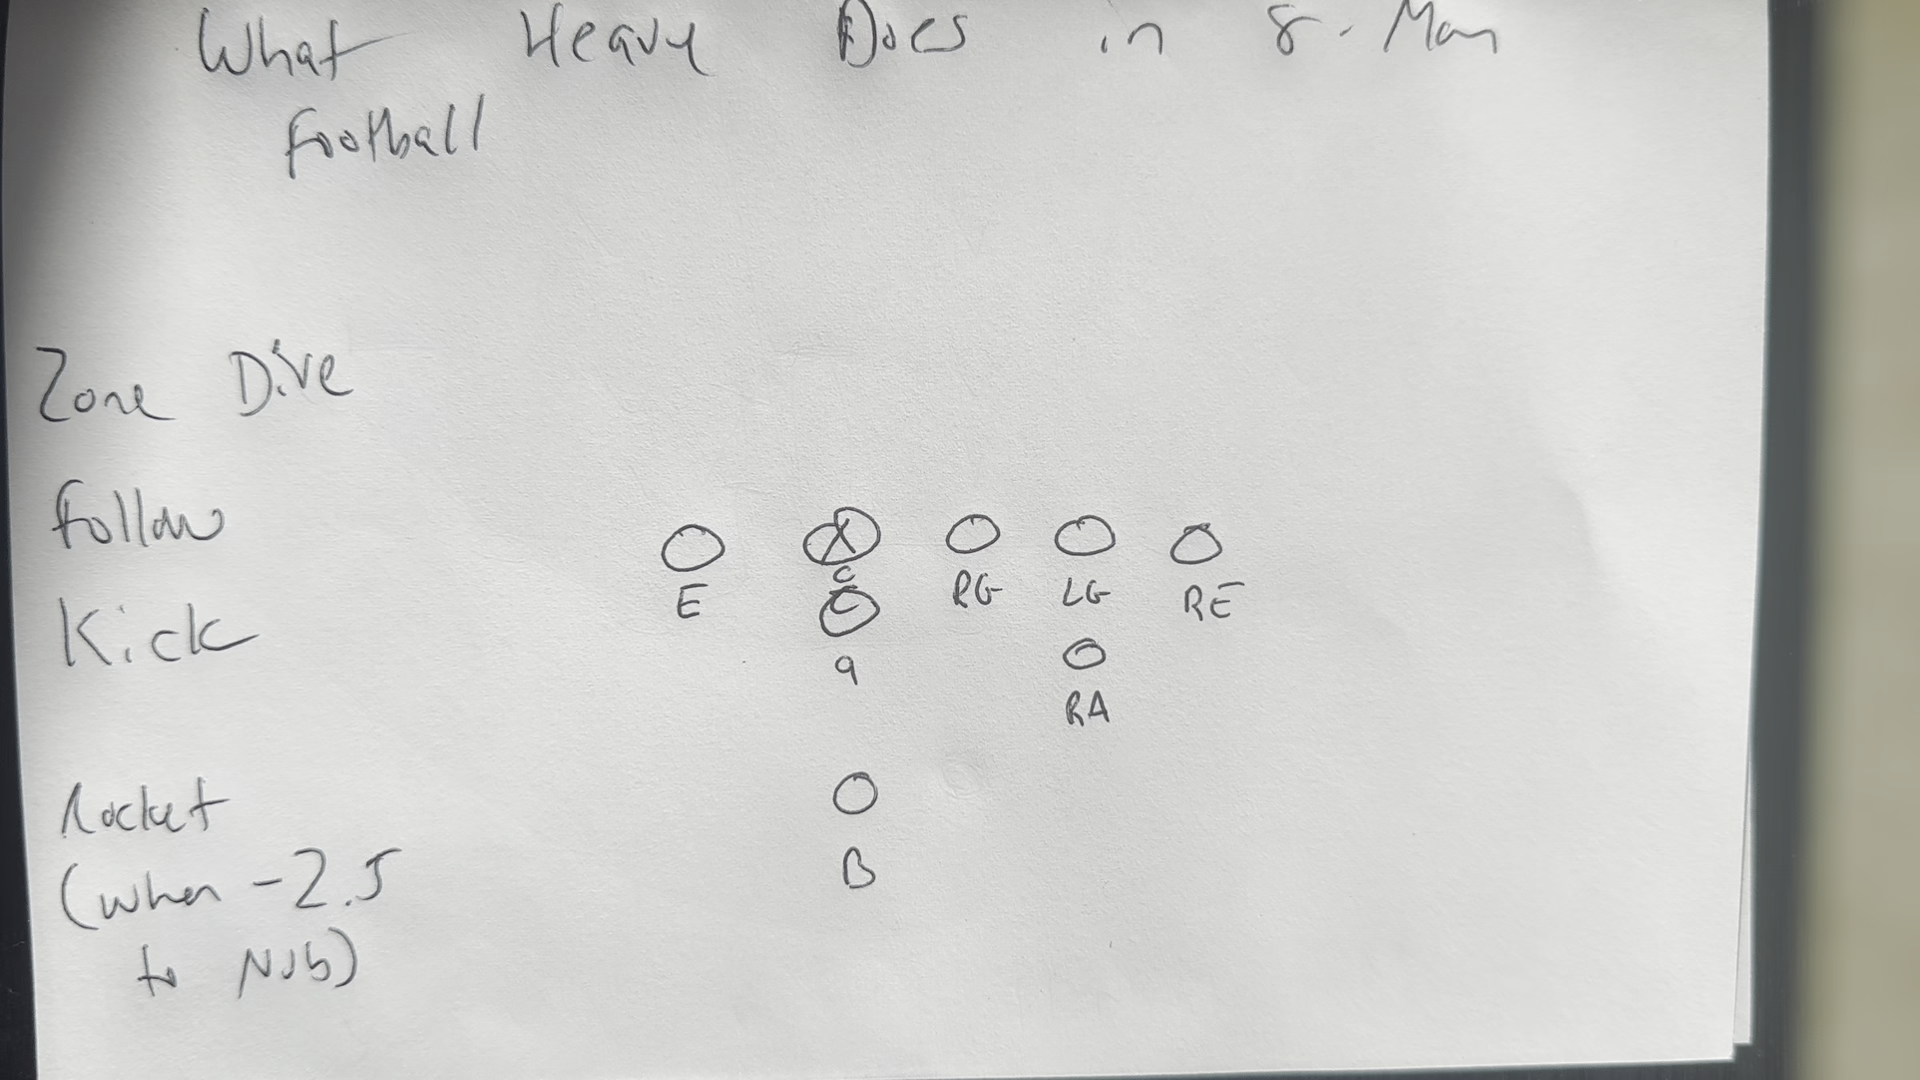 What Heavy Does in 8-Man
football
Zone Dive
follow
Kick
E C RG LG RE
q RA
B
Rocket
(when -2.5
to Nub)